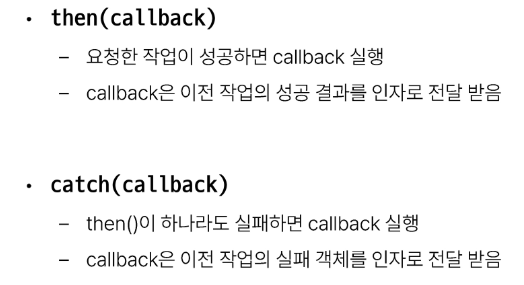 • then(callback)
– 요청한 작업이 성공하면 callback 실행
– callback은 이전 작업의 성공 결과를 인자로 전달 받음
• catch(callback)
– then()이 하나라도 실패하면 callback 실행
– callback은 이전 작업의 실패 객체를 인자로 전달 받음